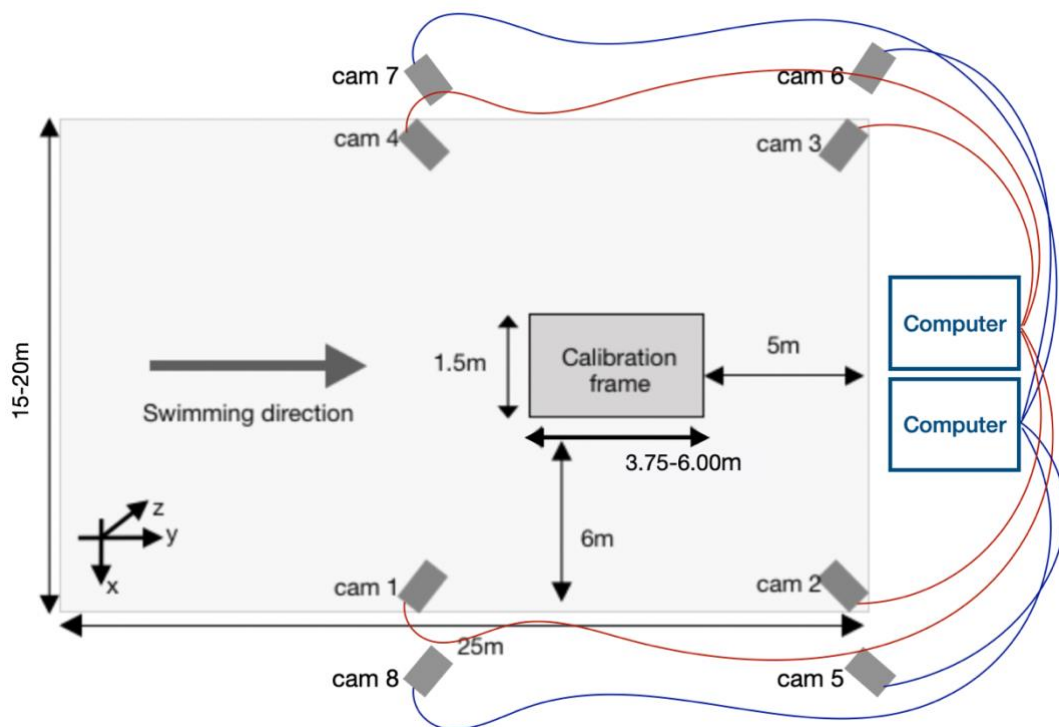 cam 7
cam 6
cam 4
cam 3
15-20m
1.5m
Calibration
frame
5m
Computer
Computer
Swimming direction
3.75-6.00m
z
y
x
6m
cam 1
cam 2
25m
cam 8
cam 5